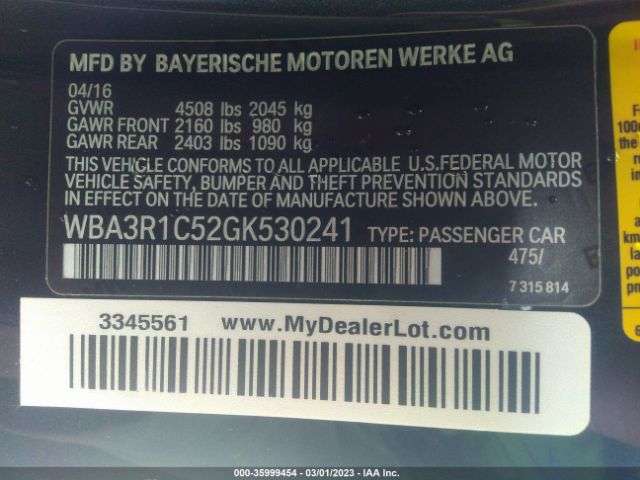 MFD BY BAYERISCHE MOTOREN WERKE AG
04/16
GVWR 4508 lbs 2045 kg
GAWR FRONT 2160 lbs 980 kg
GAWR REAR 2403 lbs 1090 kg
THIS VEHICLE CONFORMS TO ALL APPLICABLE U.S.FEDERAL MOTOR
VEHICLE SAFETY, BUMPER AND THEFT PREVENTION STANDARDS
IN EFFECT ON THE DATE OF MANUFACTURE SHOWN ABOVE.
WBA3R1C52GK530241 TYPE: PASSENGER CAR
475/
7 315 814
3345561 www.MyDealerLot.com
000-35999454 - 03/01/2023 - IAA Inc.